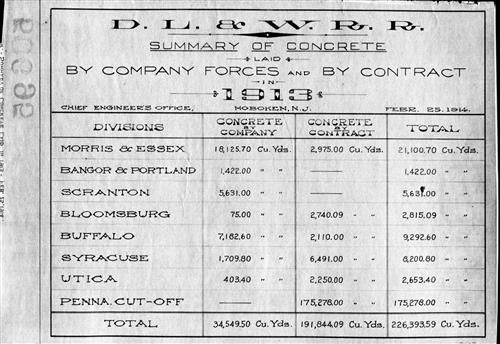 D. L. & W. R. R.
SUMMARY OF CONCRETE
LAID
BY COMPANY FORCES AND BY CONTRACT
IN
1913
CHIEF ENGINEER'S OFFICE, HOBOKEN, N.J. FEBR. 25. 1914.
DIVISIONS CONCRETE BY COMPANY CONCRETE BY CONTRACT TOTAL
MORRIS & ESSEX 18,125.70 Cu. Yds. 2,975.00 Cu. Yds. 21,100.70 Cu. Yds.
BANGOR & PORTLAND 1,422.00 " " —— 1,422.00 " "
SCRANTON 5,631.00 " " —— 5,631.00 " "
BLOOMSBURG 75.00 " " 2,740.09 " " 2,815.09 " "
BUFFALO 7,182.60 " " 2,110.00 " " 9,292.60 " "
SYRACUSE 1,709.80 " " 6,491.00 " " 8,200.80 " "
UTICA 403.40 " " 2,250.00 " " 2,653.40 " "
PENNA. CUT-OFF —— 175,278.00 " " 175,278.00 " "
TOTAL 34,549.50 Cu. Yds. 191,844.09 Cu. Yds. 226,393.59 Cu. Yds.